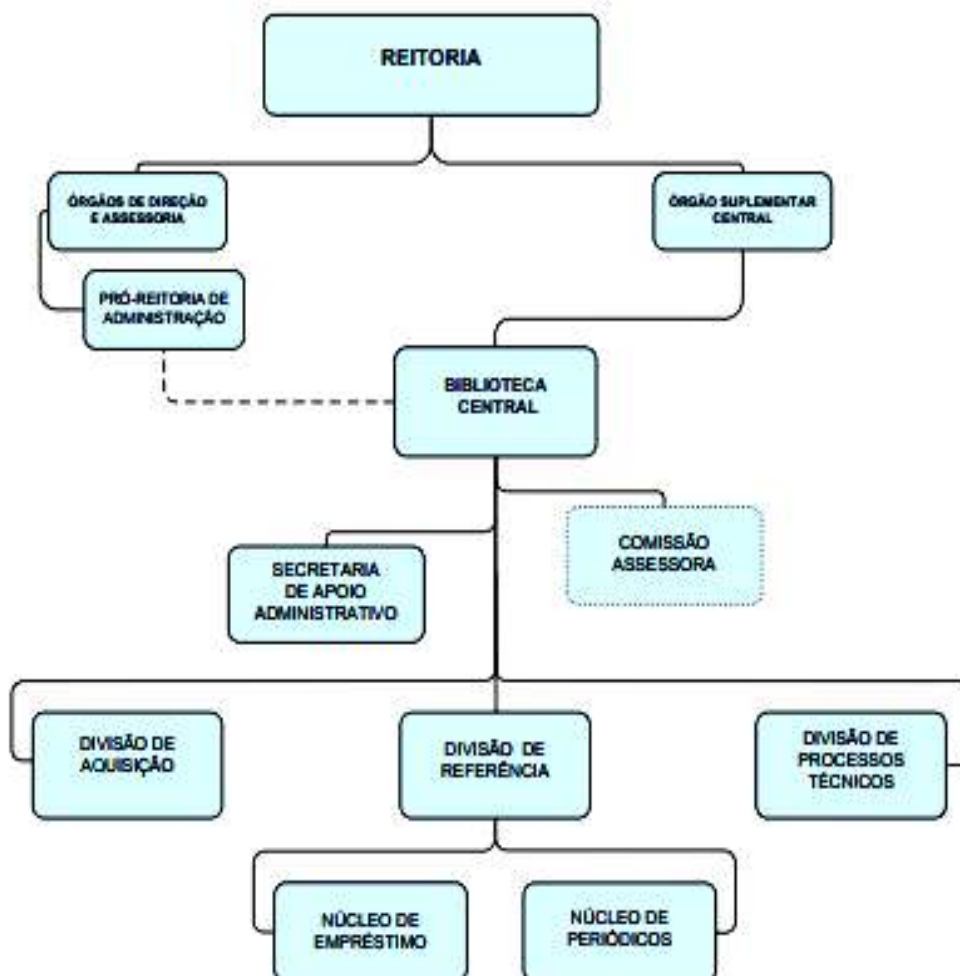 REITORIA
ÓRGÃOS DE DIREÇÃO
E ASSESSORIA
ÓRGÃO SUPLEMENTAR
CENTRAL
PRÓ-REITORIA DE
ADMINISTRAÇÃO
BIBLIOTECA
CENTRAL
COMISSÃO
ASSESSORA
SECRETARIA
DE APOIO
ADMINISTRATIVO
DIVISÃO DE
AQUISIÇÃO
DIVISÃO DE
REFERÊNCIA
DIVISÃO DE
PROCESSOS
TÉCNICOS
NÚCLEO DE
EMPRÉSTIMO
NÚCLEO DE
PERIÓDICOS